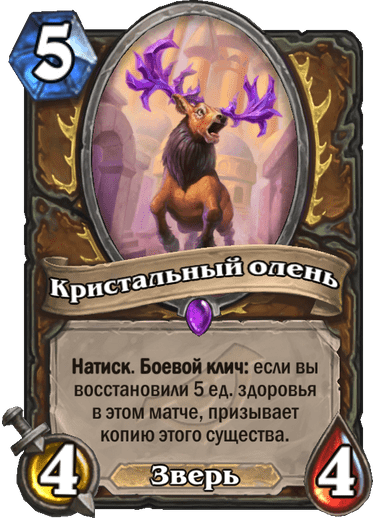 5
Кристальный олень
Натиск. Боевой клич: если вы
восстановили 5 ед. здоровья
в этом матче, призывает
копию этого существа.
4 Зверь 4